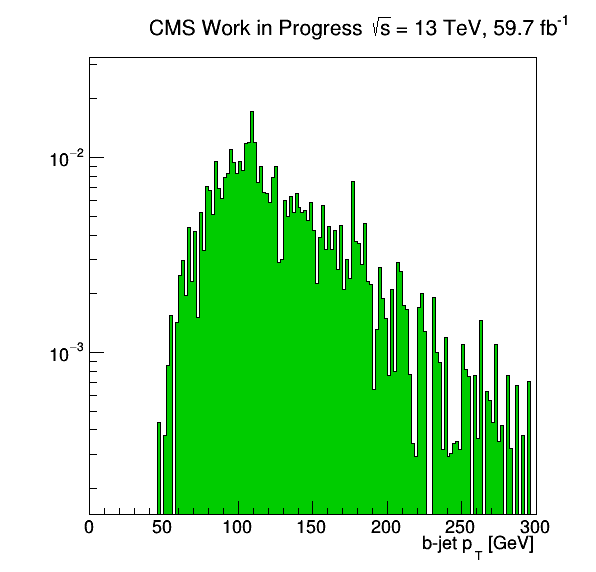 CMS Work in Progress √s = 13 TeV, 59.7 fb⁻¹
10⁻²
10⁻³
0 50 100 150 200 250 300
b-jet p_T [GeV]